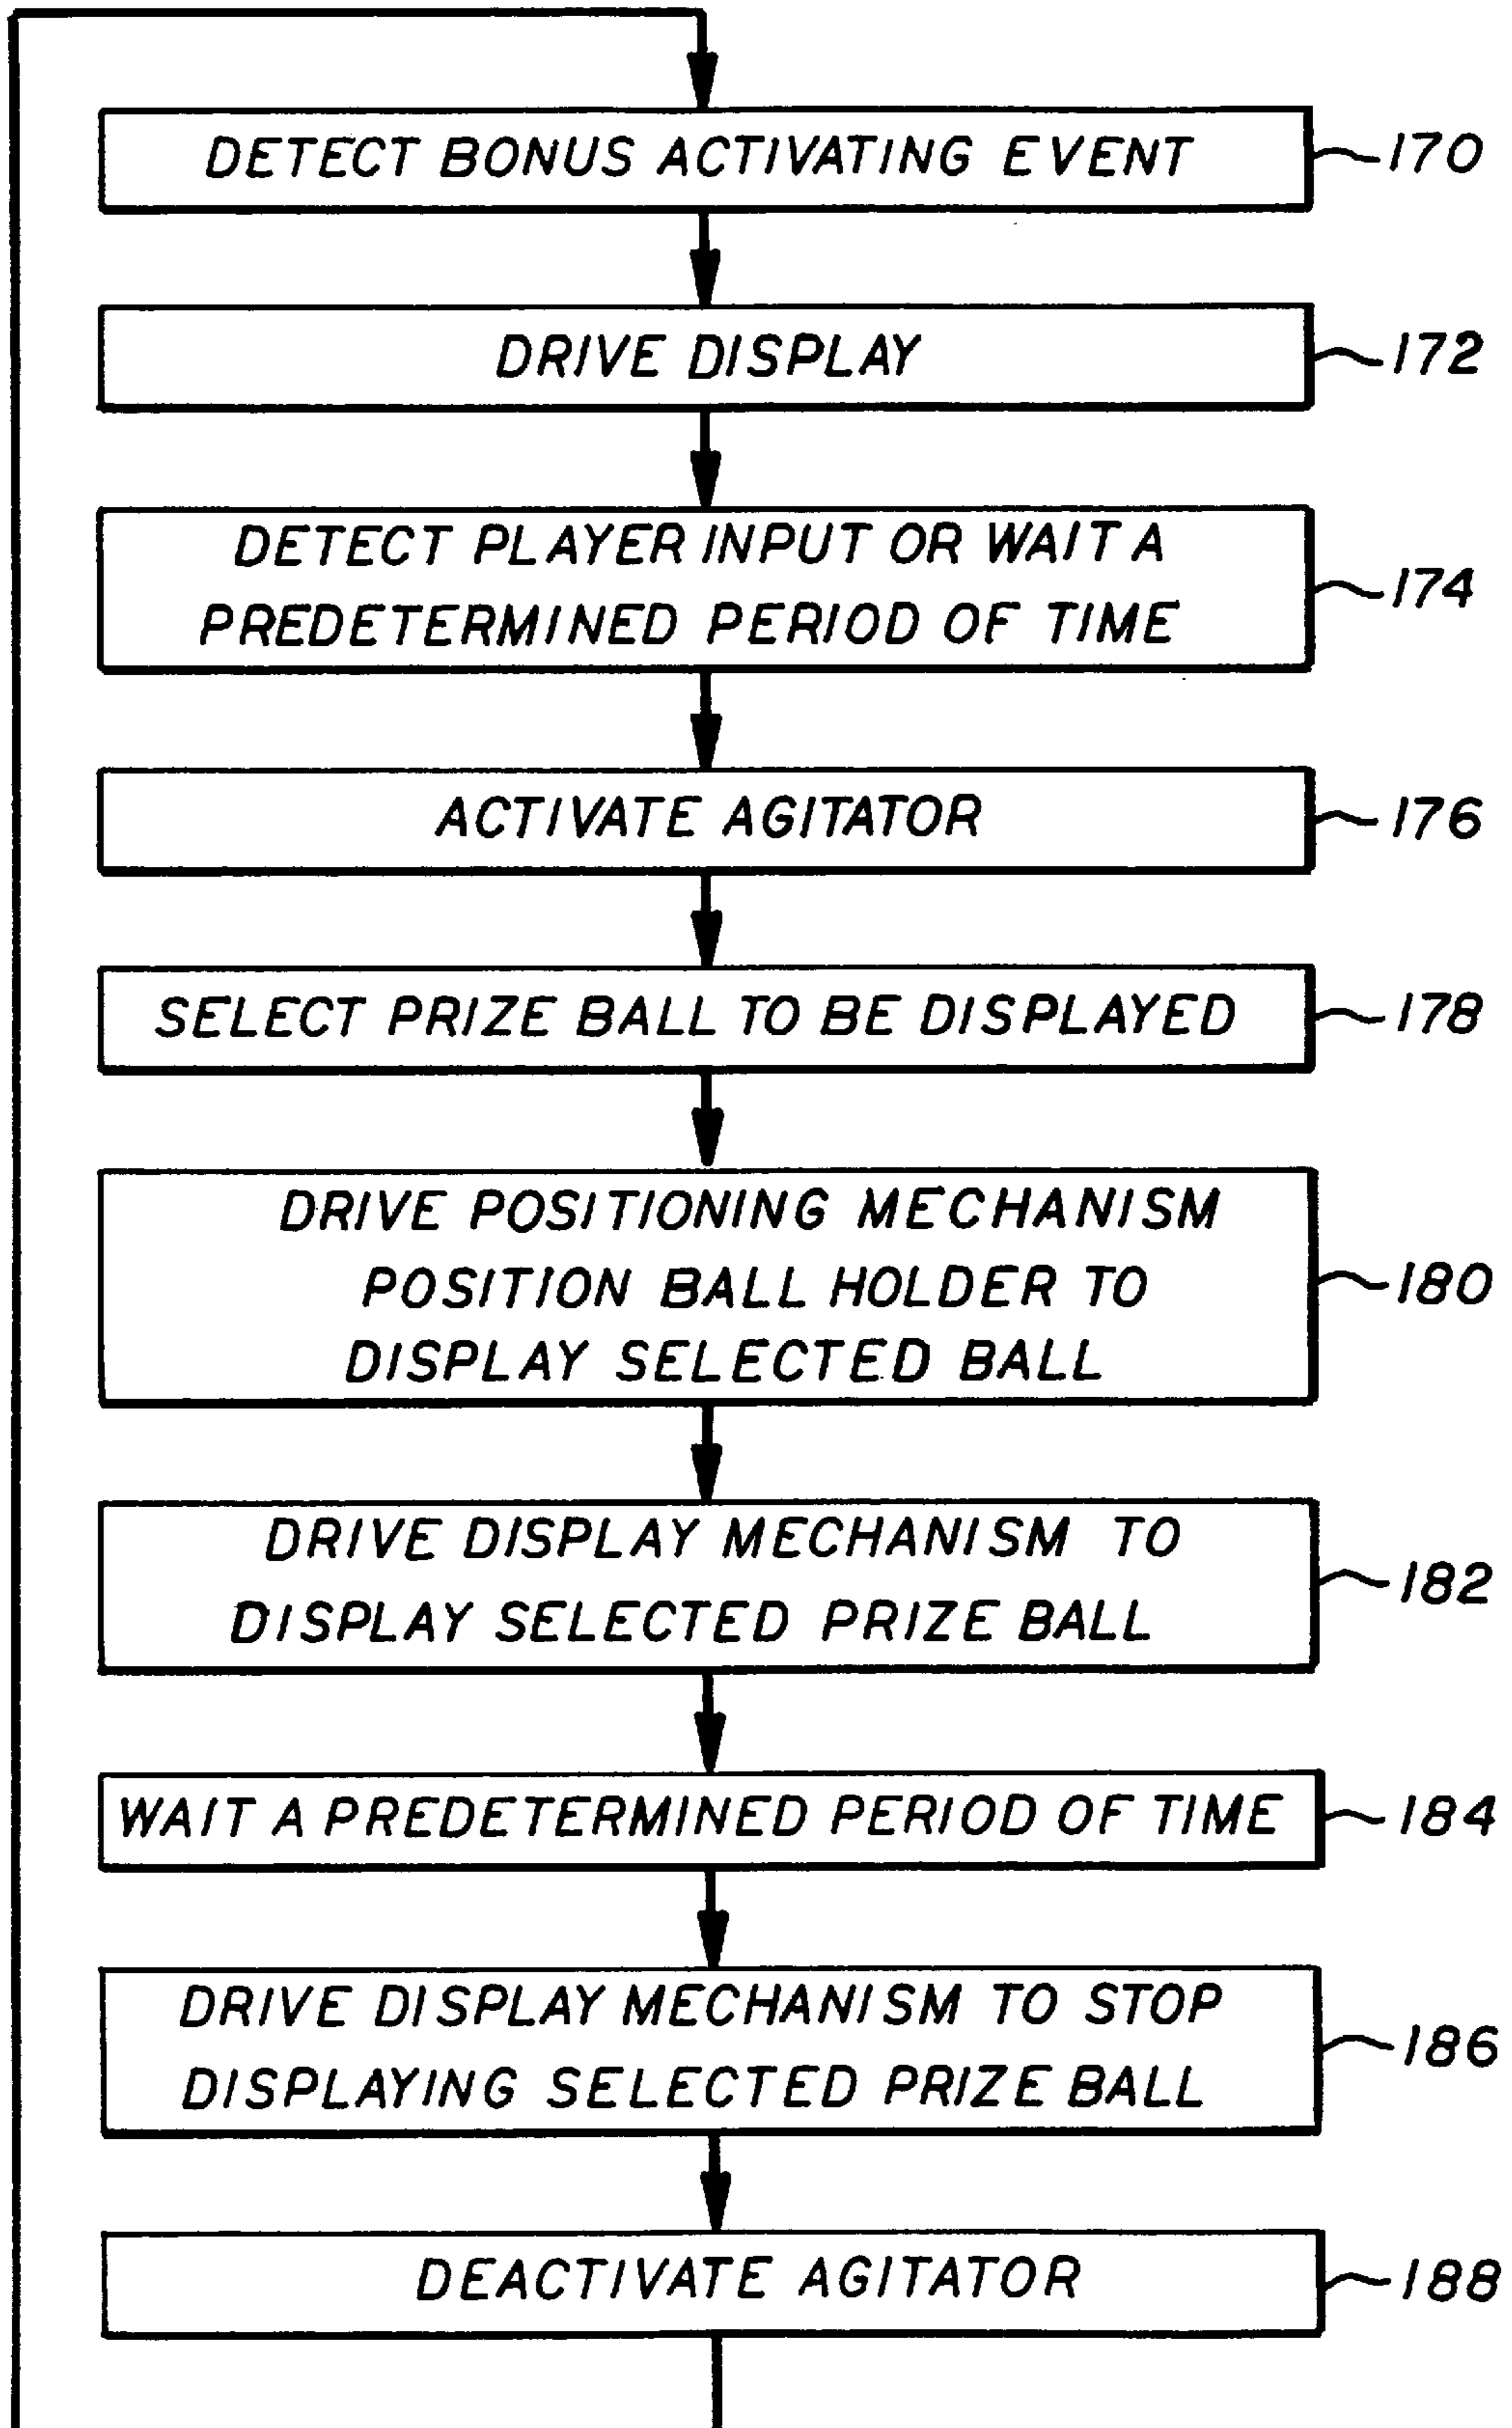 DETECT BONUS ACTIVATING EVENT
170
DRIVE DISPLAY
172
DETECT PLAYER INPUT OR WAIT A
PREDETERMINED PERIOD OF TIME
174
ACTIVATE AGITATOR
176
SELECT PRIZE BALL TO BE DISPLAYED
178
DRIVE POSITIONING MECHANISM
POSITION BALL HOLDER TO
DISPLAY SELECTED BALL
180
DRIVE DISPLAY MECHANISM TO
DISPLAY SELECTED PRIZE BALL
182
WAIT A PREDETERMINED PERIOD OF TIME
184
DRIVE DISPLAY MECHANISM TO STOP
DISPLAYING SELECTED PRIZE BALL
186
DEACTIVATE AGITATOR
188